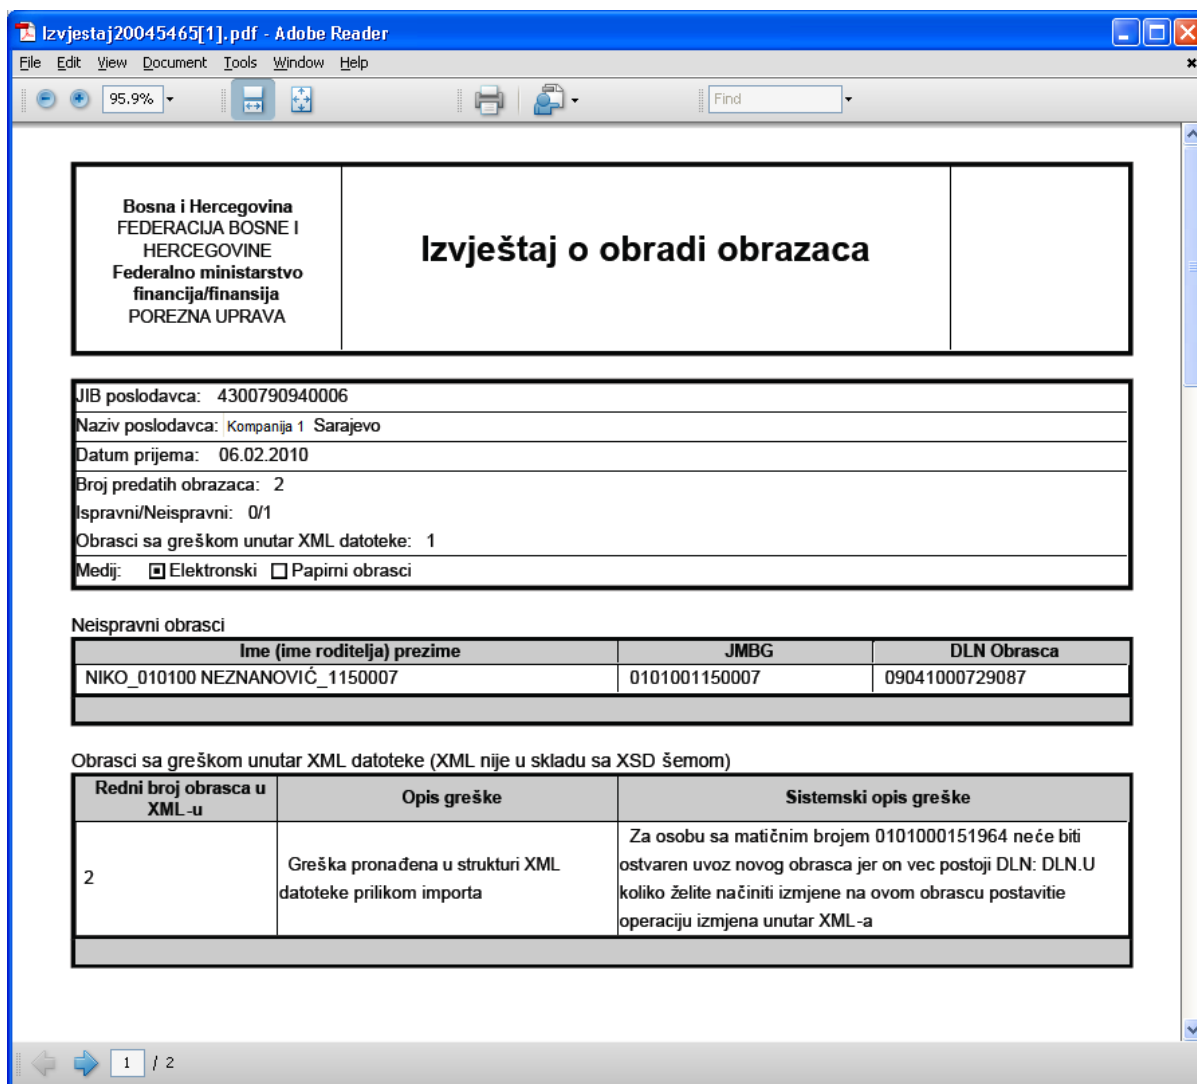 Izvjestaj20045465[1].pdf - Adobe Reader
File Edit View Document Tools Window Help
95.9%
Find
Bosna i Hercegovina
FEDERACIJA BOSNE I
HERCEGOVINE
Federalno ministarstvo
financija/finansija
POREZNA UPRAVA
Izvještaj o obradi obrazaca
JIB poslodavca: 4300790940006
Naziv poslodavca: Kompanija 1 Sarajevo
Datum prijema: 06.02.2010
Broj predatih obrazaca: 2
Ispravni/Neispravni: 0/1
Obrasci sa greškom unutar XML datoteke: 1
Medij: Elektronski Papirni obrasci
Neispravni obrasci
Ime (ime roditelja) prezime JMBG DLN Obrasca
NIKO_010100 NEZNANOVIĆ_1150007 0101001150007 09041000729087
Obrasci sa greškom unutar XML datoteke (XML nije u skladu sa XSD šemom)
Redni broj obrasca u
XML-u
Opis greške
Sistemski opis greške
2
Greška pronađena u strukturi XML
datoteke prilikom importa
Za osobu sa matičnim brojem 0101000151964 neće biti
ostvaren uvoz novog obrasca jer on vec postoji DLN: DLN.U
koliko želite načiniti izmjene na ovom obrascu postavitie
operaciju izmjena unutar XML-a
1 / 2